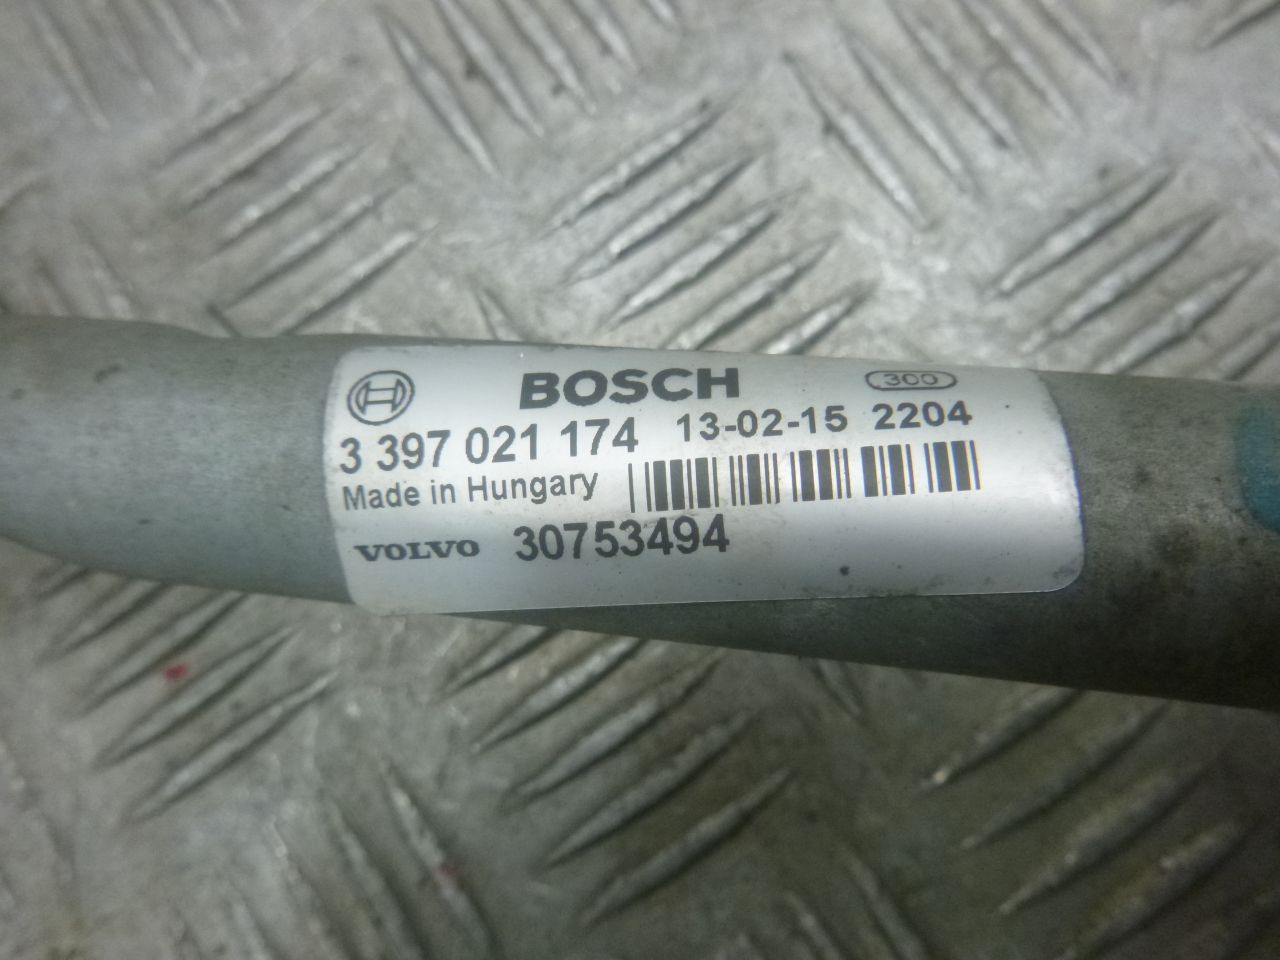 BOSCH 300
3 397 021 174 13-02-15 2204
Made in Hungary
VOLVO 30753494